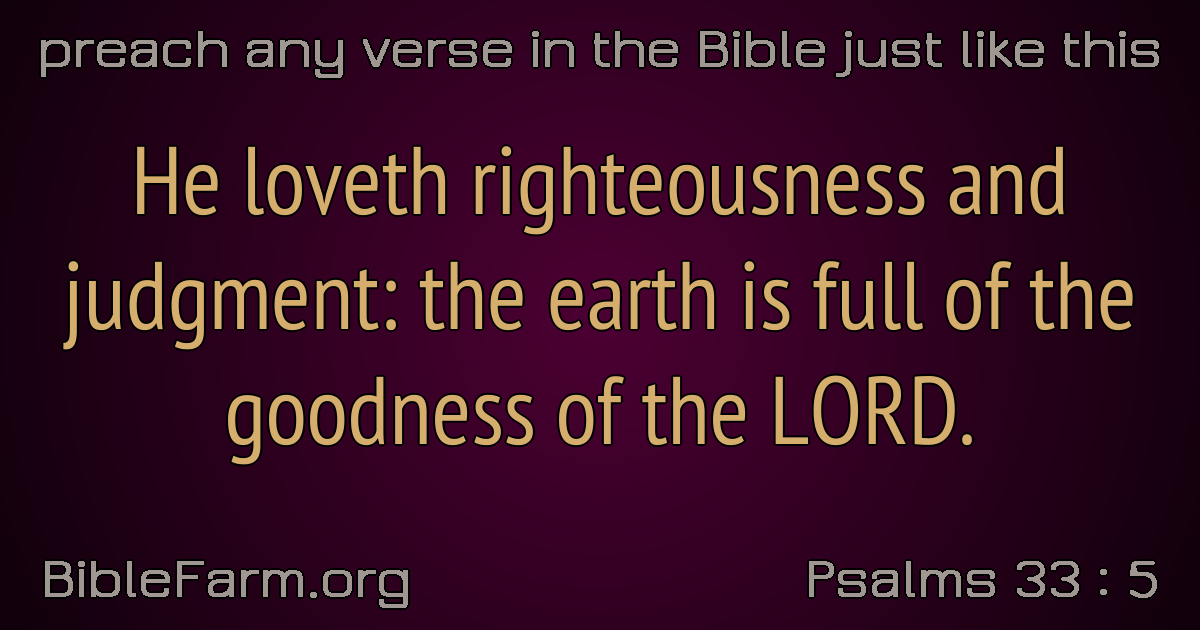 preach any verse in the Bible just like this
He loveth righteousness and
judgment: the earth is full of the
goodness of the LORD.
BibleFarm.org
Psalms 33 : 5